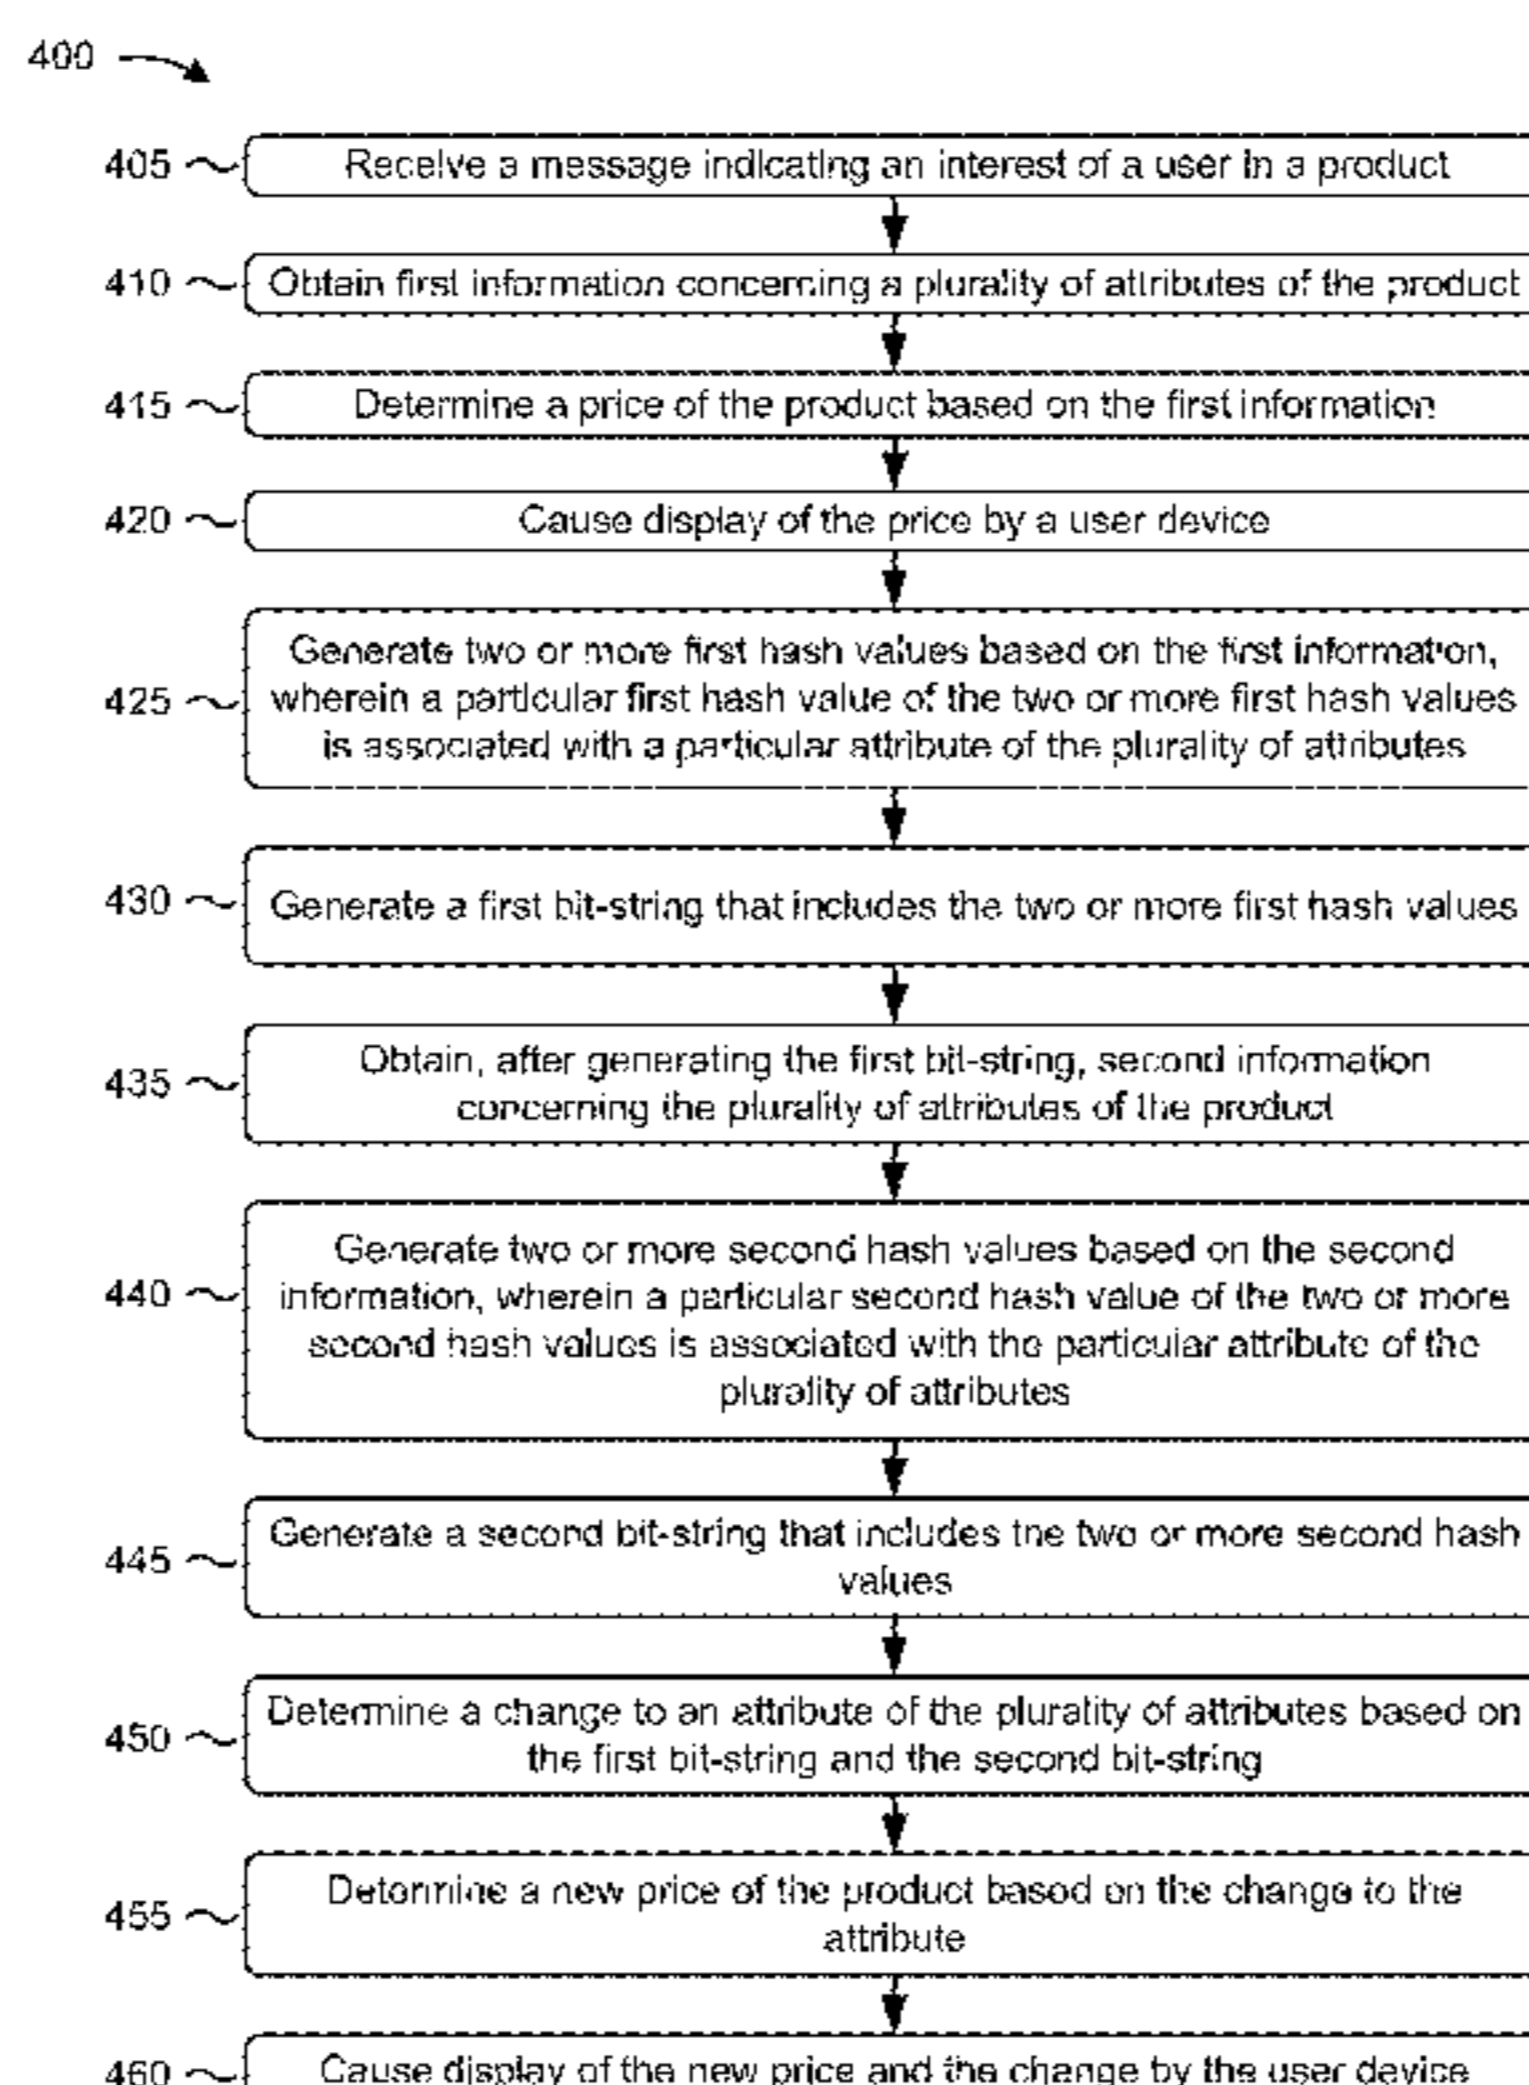 400
405 Receive a message indicating an interest of a user in a product
410 Obtain first information concerning a plurality of attributes of the product
415 Determine a price of the product based on the first information
420 Cause display of the price by a user device
Generate two or more first hash values based on the first information,
425 wherein a particular first hash value of the two or more first hash values
is associated with a particular attribute of the plurality of attributes
430 Generate a first bit-string that includes the two or more first hash values
435 Obtain, after generating the first bit-string, second information
concerning the plurality of attributes of the product
Generate two or more second hash values based on the second
440 information, wherein a particular second hash value of the two or more
second hash values is associated with the particular attribute of the
plurality of attributes
445 Generate a second bit-string that includes the two or more second hash
values
450 Determine a change to an attribute of the plurality of attributes based on
the first bit-string and the second bit-string
455 Determine a new price of the product based on the change to the
attribute
460 Cause display of the new price and the change by the user device